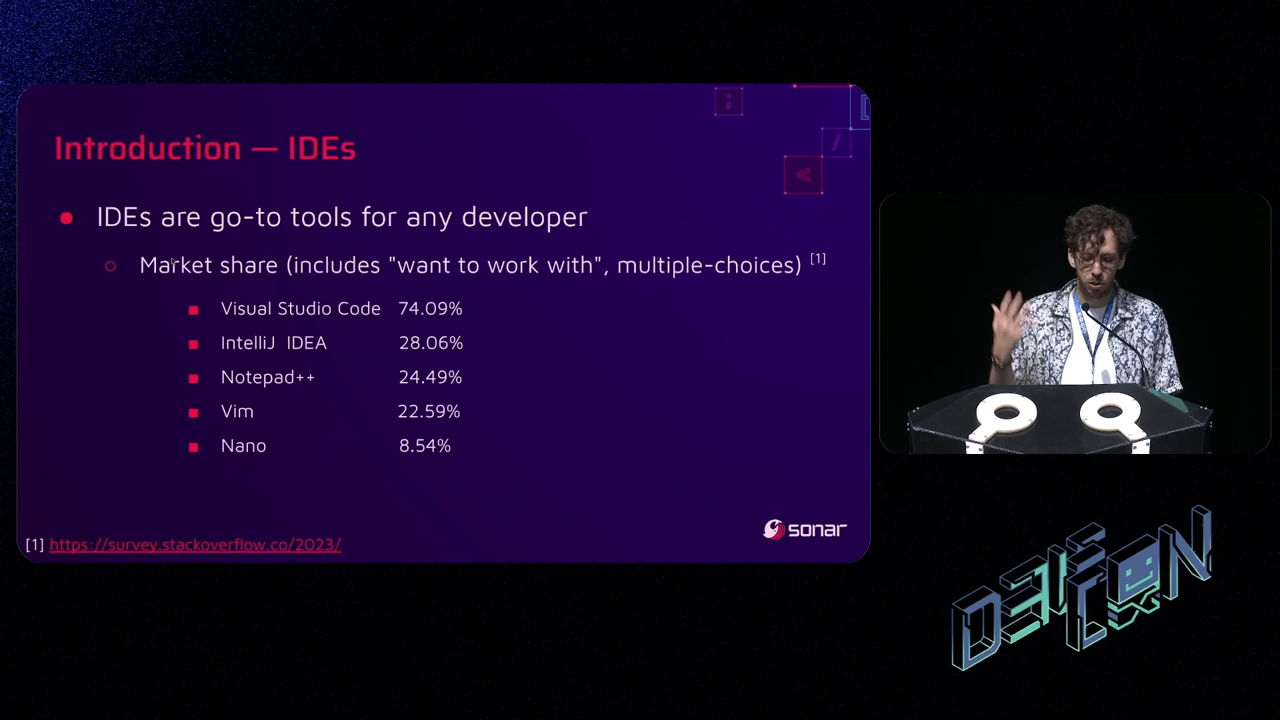 Introduction — IDEs
IDEs are go-to tools for any developer
Market share (includes "want to work with", multiple-choices) [1]
Visual Studio Code 74.09%
IntelliJ IDEA 28.06%
Notepad++ 24.49%
Vim 22.59%
Nano 8.54%
sonar
[1] https://survey.stackoverflow.co/2023/
DEF CON